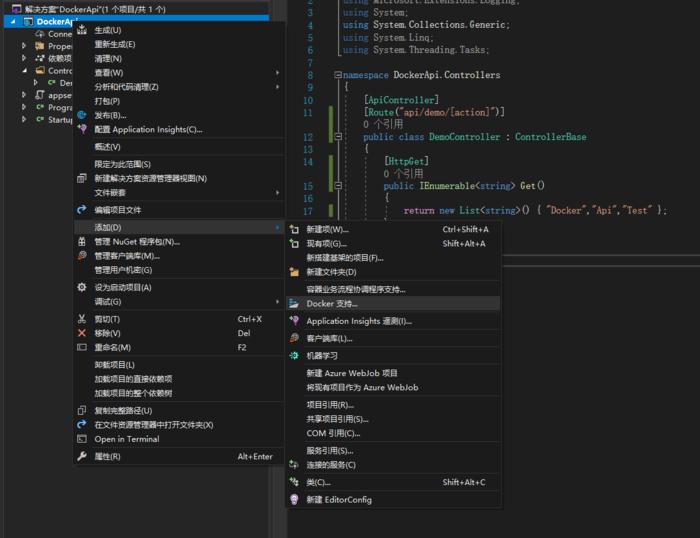 解决方案"DockerApi"(1 个项目/共 1 个)
DockerApi
Conne
Proper
依赖项
Contro
De
appse
Progra
Startu
生成(U)
重新生成(E)
清理(N)
查看(W)
分析和代码清理(Z)
打包(P)
发布(B)...
配置 Application Insights(C)...
概述(V)
限定为此范围(S)
新建解决方案资源管理器视图(N)
文件嵌套
编辑项目文件
添加(D)
管理 NuGet 程序包(N)...
管理客户端库(M)...
管理用户机密(G)
设为启动项目(A)
调试(G)
剪切(T) Ctrl+X
移除(V) Del
重命名(M) F2
卸载项目(L)
加载项目的直接依赖项
加载项目的整个依赖树
复制完整路径(U)
在文件资源管理器中打开文件夹(X)
Open in Terminal
属性(R) Alt+Enter
新建项(W)... Ctrl+Shift+A
现有项(G)... Shift+Alt+A
新搭建基架的项目(F)...
新建文件夹(D)
容器业务流程协调程序支持...
Docker 支持...
Application Insights 遥测(I)...
客户端库(L)...
机器学习
新建 Azure WebJob 项目
将现有项目作为 Azure WebJob
项目引用(R)...
共享项目引用(S)...
COM 引用(C)...
服务引用(S)...
连接的服务(C)
类(C)... Shift+Alt+C
新建 EditorConfig
2 using Microsoft.Extensions.Logging;
3 using System;
4 using System.Collections.Generic;
5 using System.Linq;
6 using System.Threading.Tasks;
7
8 namespace DockerApi.Controllers
9 {
10 [ApiController]
11 [Route("api/demo/[action]")]
0 个引用
12 public class DemoController : ControllerBase
13 {
14 [HttpGet]
0 个引用
15 public IEnumerable<string> Get()
16 {
17 return new List<string>() { "Docker","Api","Test" };